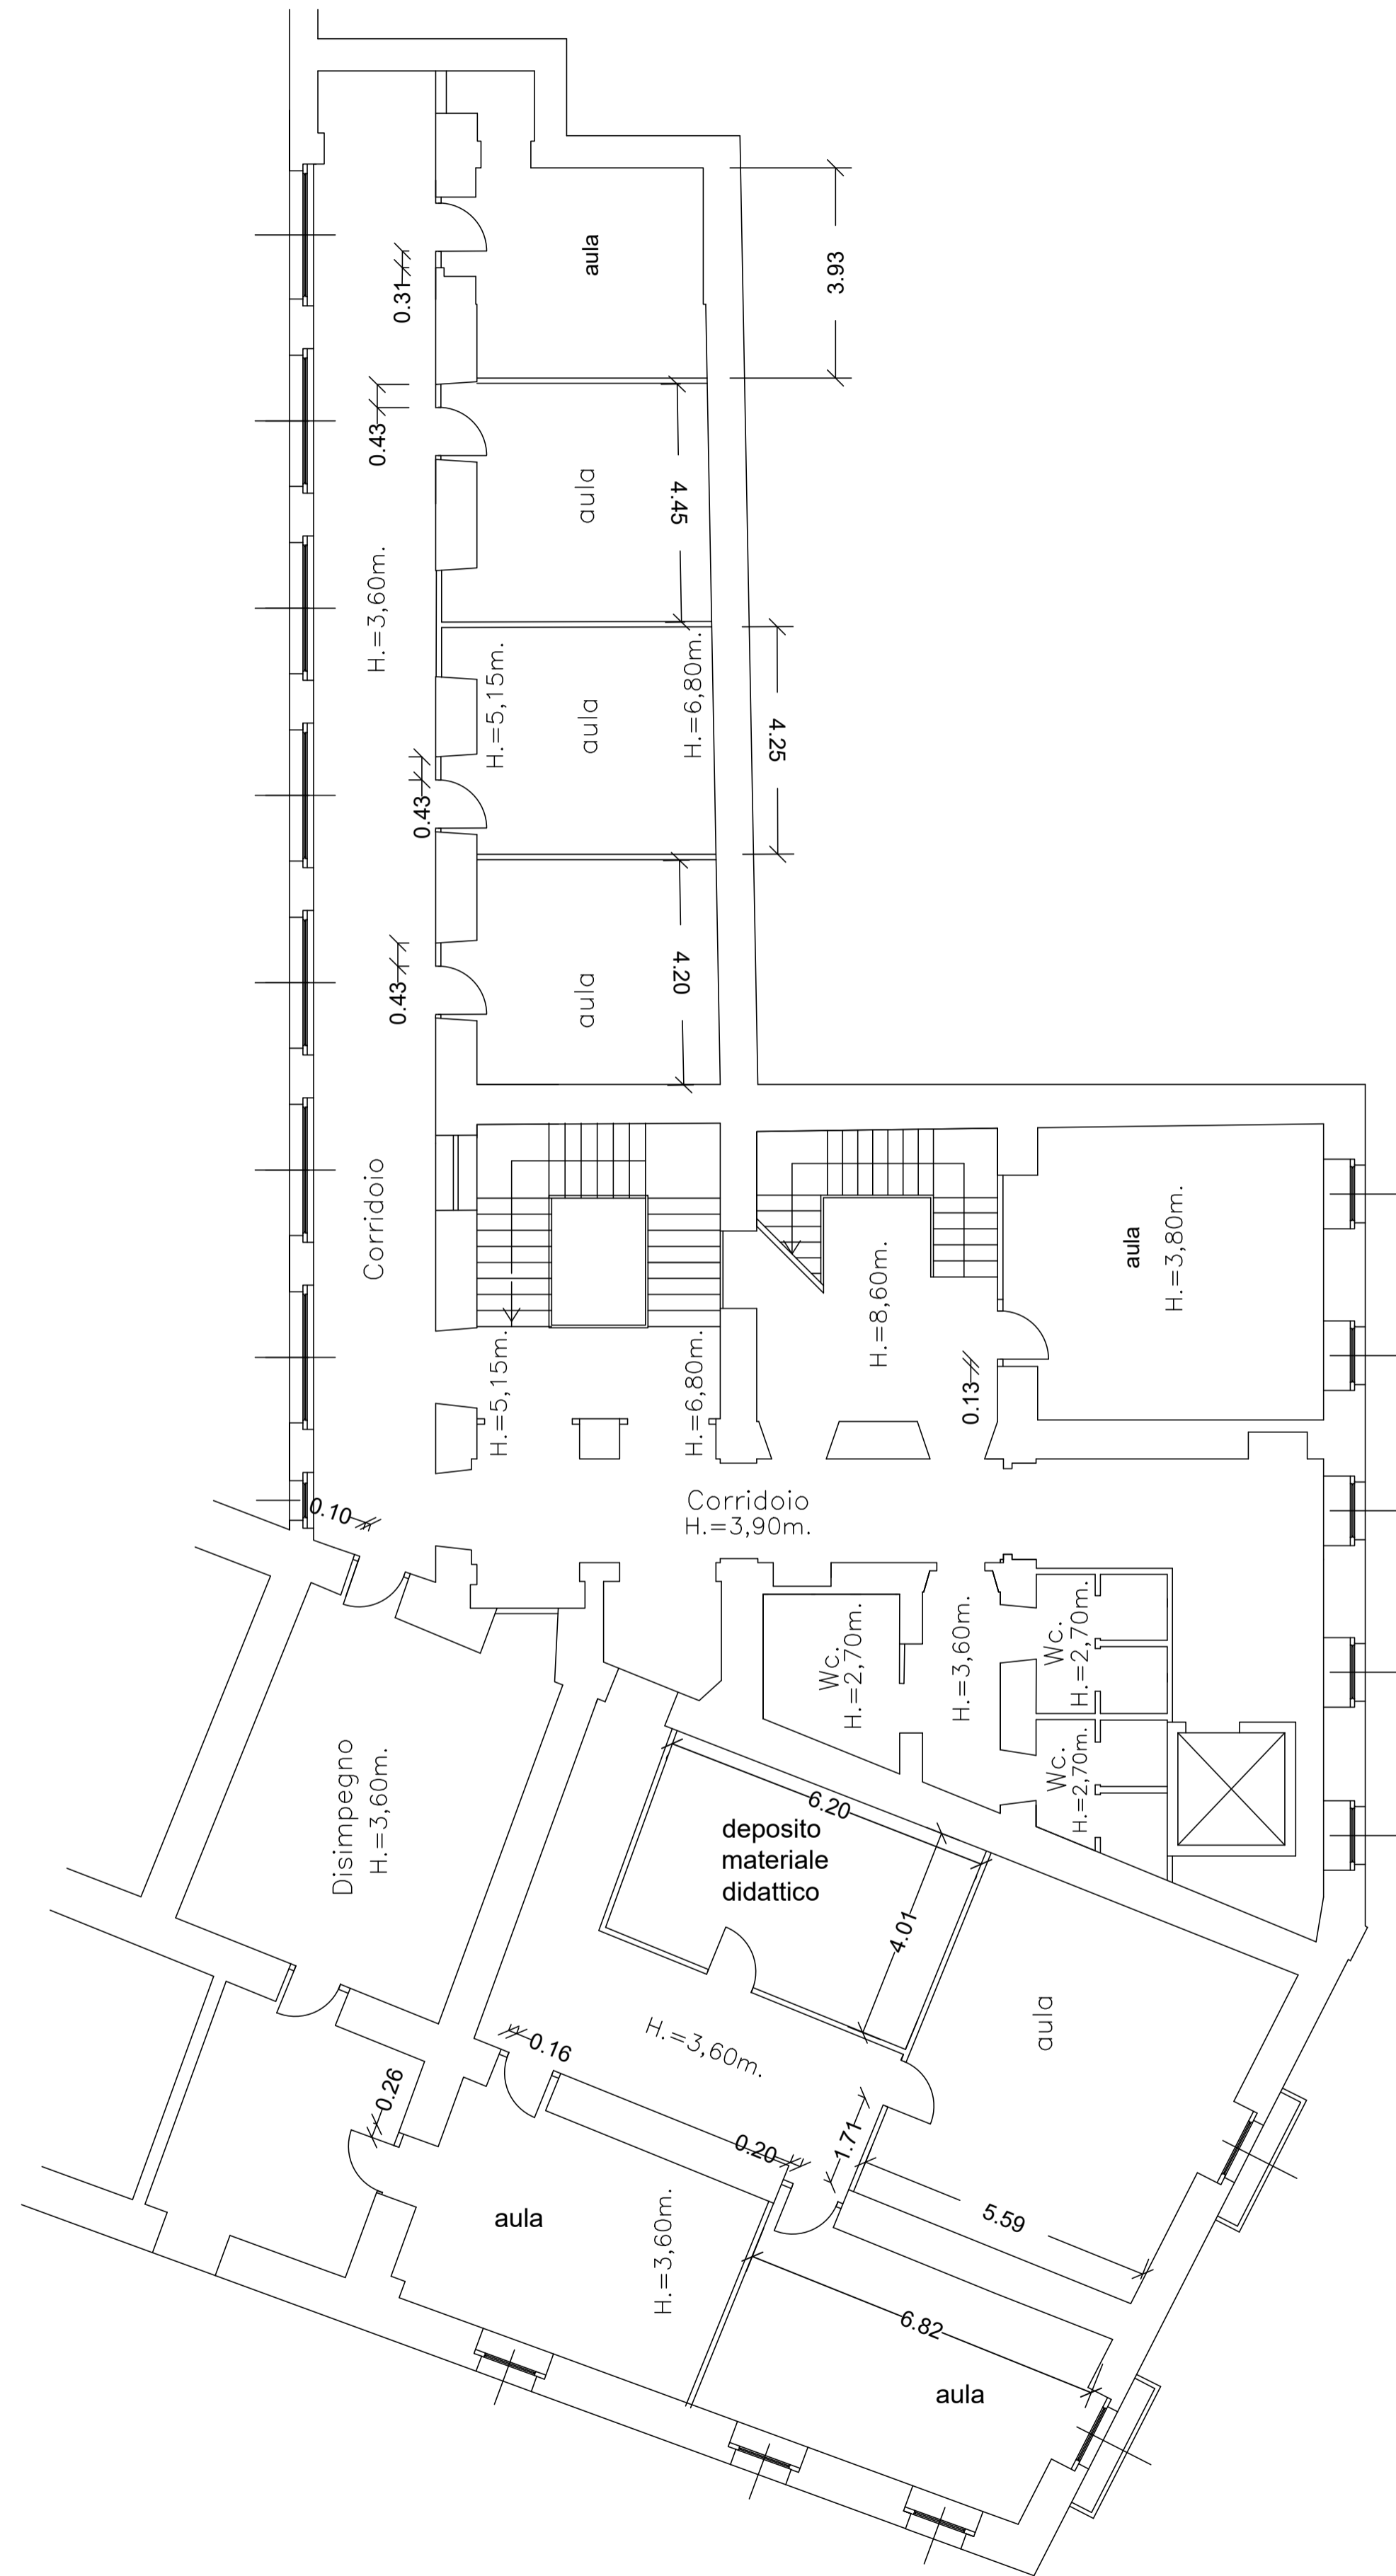 aula
3.93
0.31
0.43
aula
4.45
H.=3,60m.
H.=5,15m.
aula
H.=6,80m.
4.25
0.43
0.43
aula
4.20
Corridoio
H.=5,15m.
H.=6,80m.
H.=8,60m.
aula
H.=3,80m.
0.13
0.10
Corridoio
H.=3,90m.
Wc.
H.=2,70m.
H.=3,60m.
Wc.
H.=2,70m.
Wc.
H.=2,70m.
Disimpegno
H.=3,60m.
6.20
deposito
materiale
didattico
4.01
aula
H.=3,60m.
0.16
0.26
0.20
1.71
aula
H.=3,60m.
5.59
6.82
aula